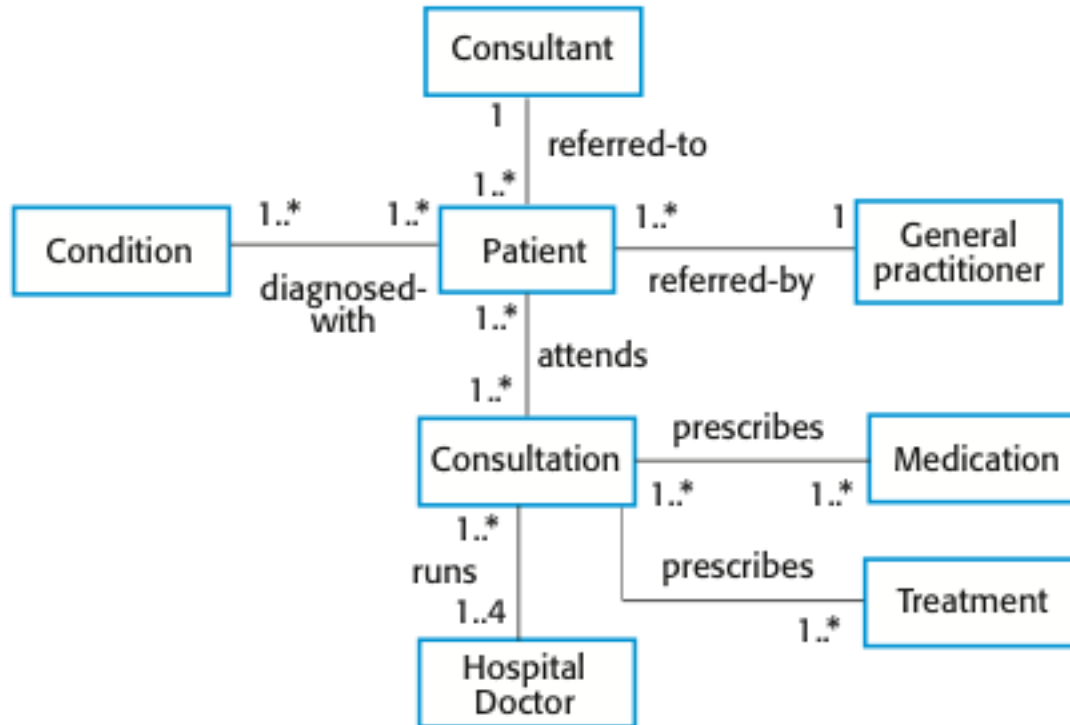 Consultant
1
referred-to
1..*
1..*
1..*
1..*
1
Condition
Patient
General
practitioner
diagnosed-
with
referred-by
1..*
attends
1..*
prescribes
Consultation
Medication
1..*
1..*
1..*
runs
prescribes
1..4
Treatment
1..*
Hospital
Doctor